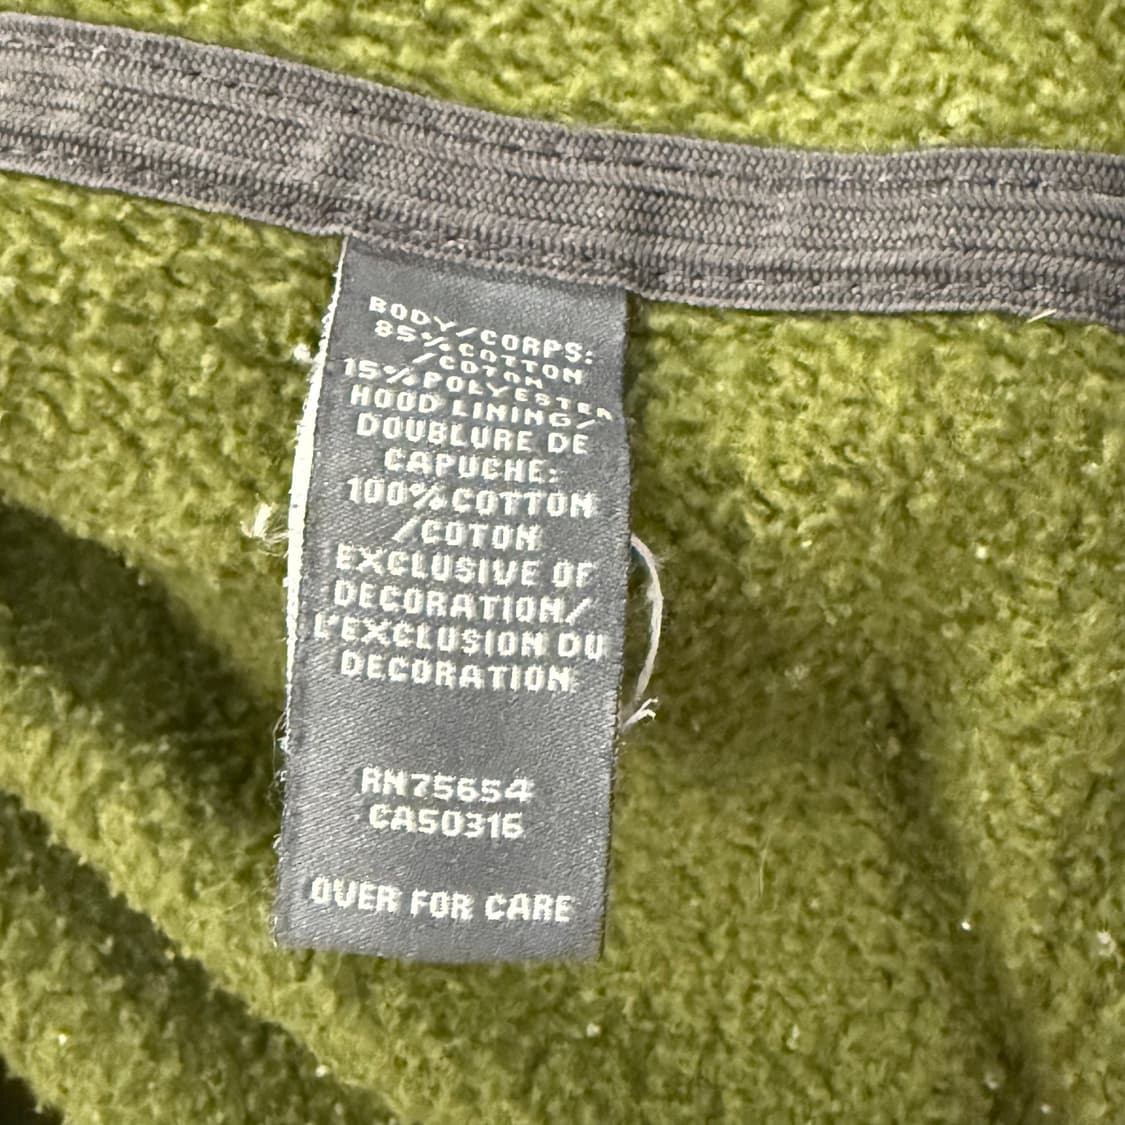 BODY/CORPS:
85% COTTON
/COTON
15% POLYESTER
HOOD LINING/
DOUBLURE DE
CAPUCHE:
100% COTTON
/COTON
EXCLUSIVE OF
DECORATION/
L'EXCLUSION DU
DECORATION:
RN75654
CA50316
OVER FOR CARE